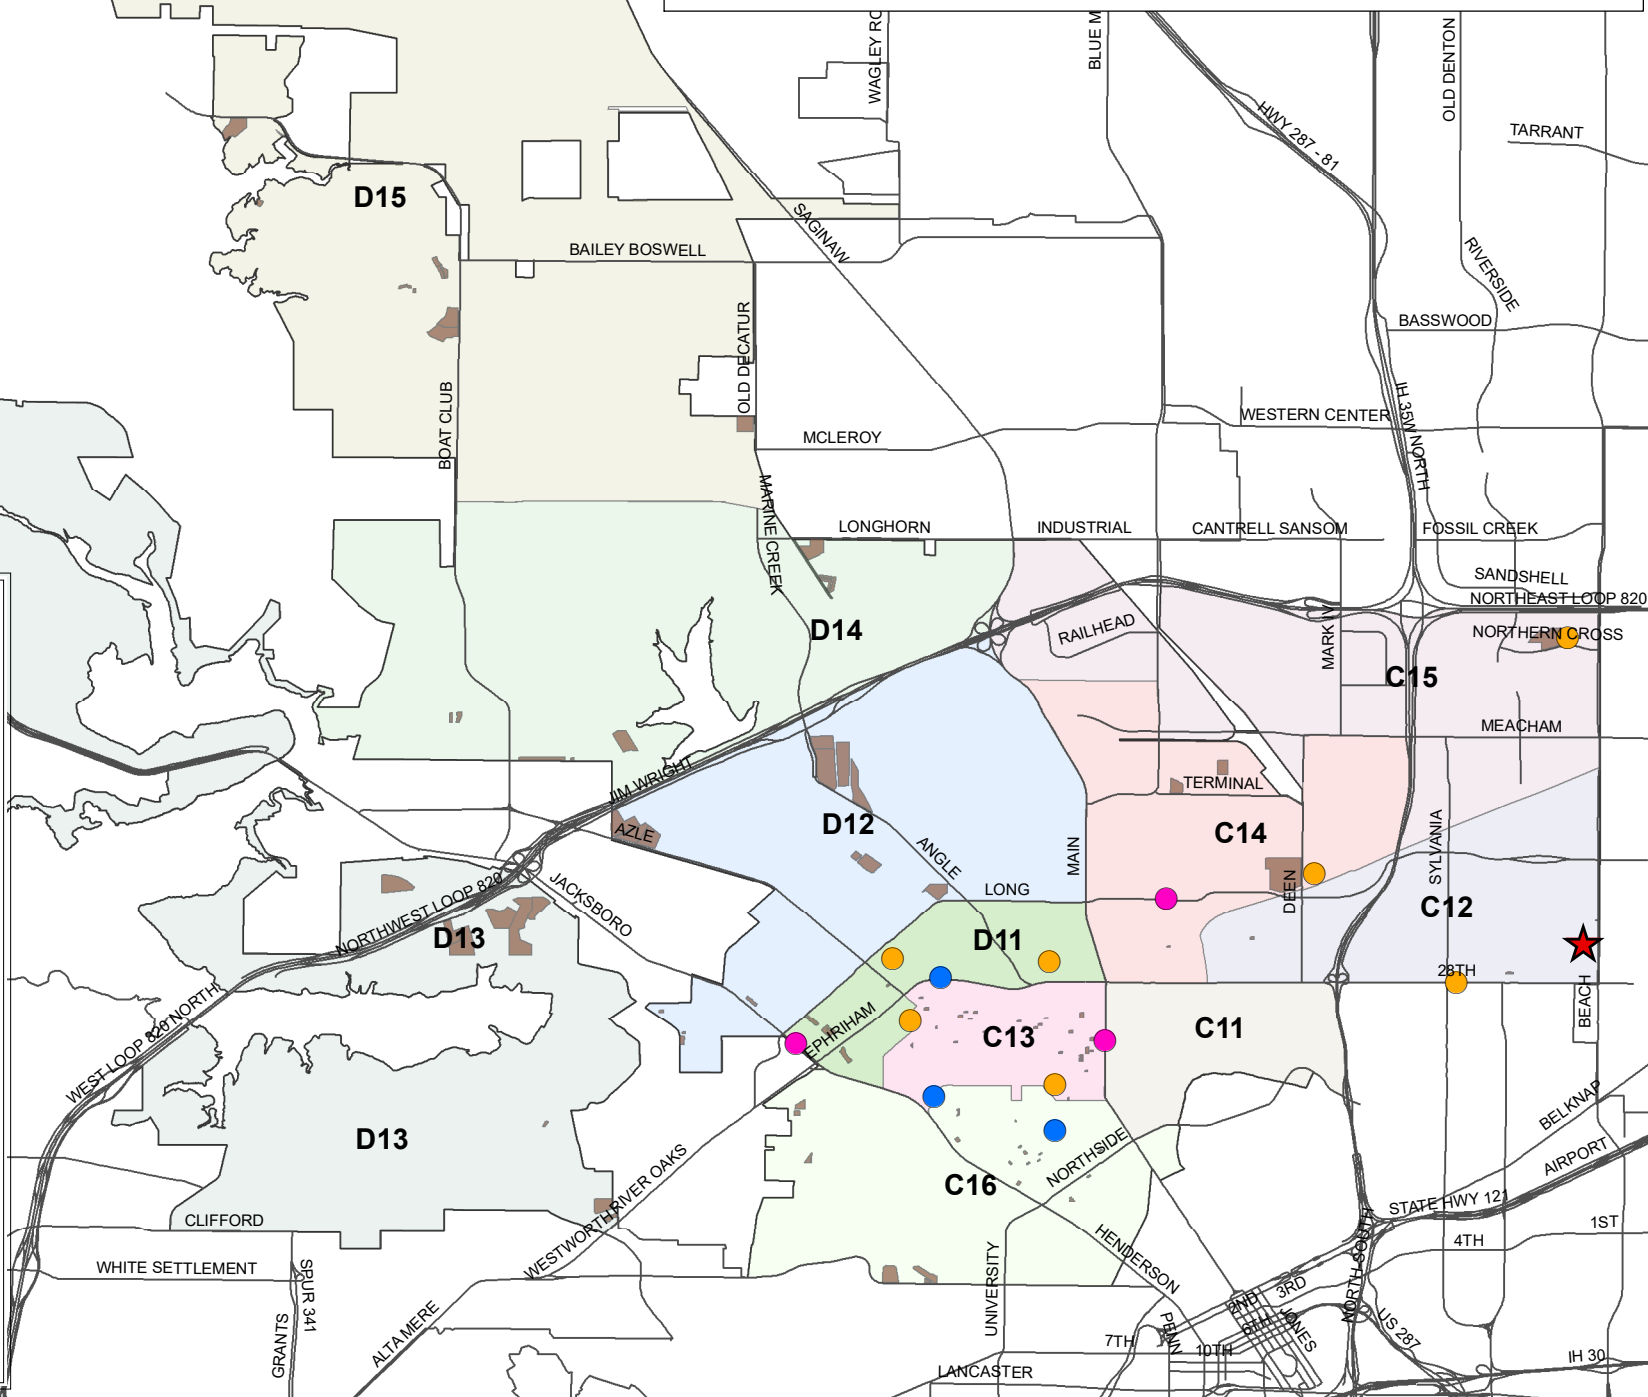 WAGLEY RO
BLUE M
OLD DENTON
HWY 287 - 81
TARRANT
D15
SAGINAW
BAILEY BOSWELL
RIVERSIDE
BASSWOOD
OLD DECATUR
BOAT CLUB
IH 35W NORTH
WESTERN CENTER
MCLEROY
MARINE CREEK
LONGHORN
INDUSTRIAL
CANTRELL SANSOM
FOSSIL CREEK
SANDSHELL
NORTHEAST LOOP 820
D14
RAILHEAD
MARK IV
NORTHERN CROSS
C15
MEACHAM
JIM WRIGHT
TERMINAL
AZLE
D12
ANGLE
MAIN
C14
SYLVANIA
NORTHWEST LOOP 820
JACKSBORO
LONG
DEEN
C12
D13
D11
28TH
WEST LOOP 820 NORTH
EPHRIHAM
C13
C11
BEACH
D13
BELKNAP
AIRPORT
NORTHSIDE
C16
RIVER OAKS
WESTWORTH
STATE HWY 121
CLIFFORD
1ST
4TH
WHITE SETTLEMENT
SPUR 341
HENDERSON
UNIVERSITY
NORTH-SOUTH
2ND
3RD
GRANTS
ALTA MERE
6TH
JONES
US 287
PENN
7TH
10TH
LANCASTER
IH 30